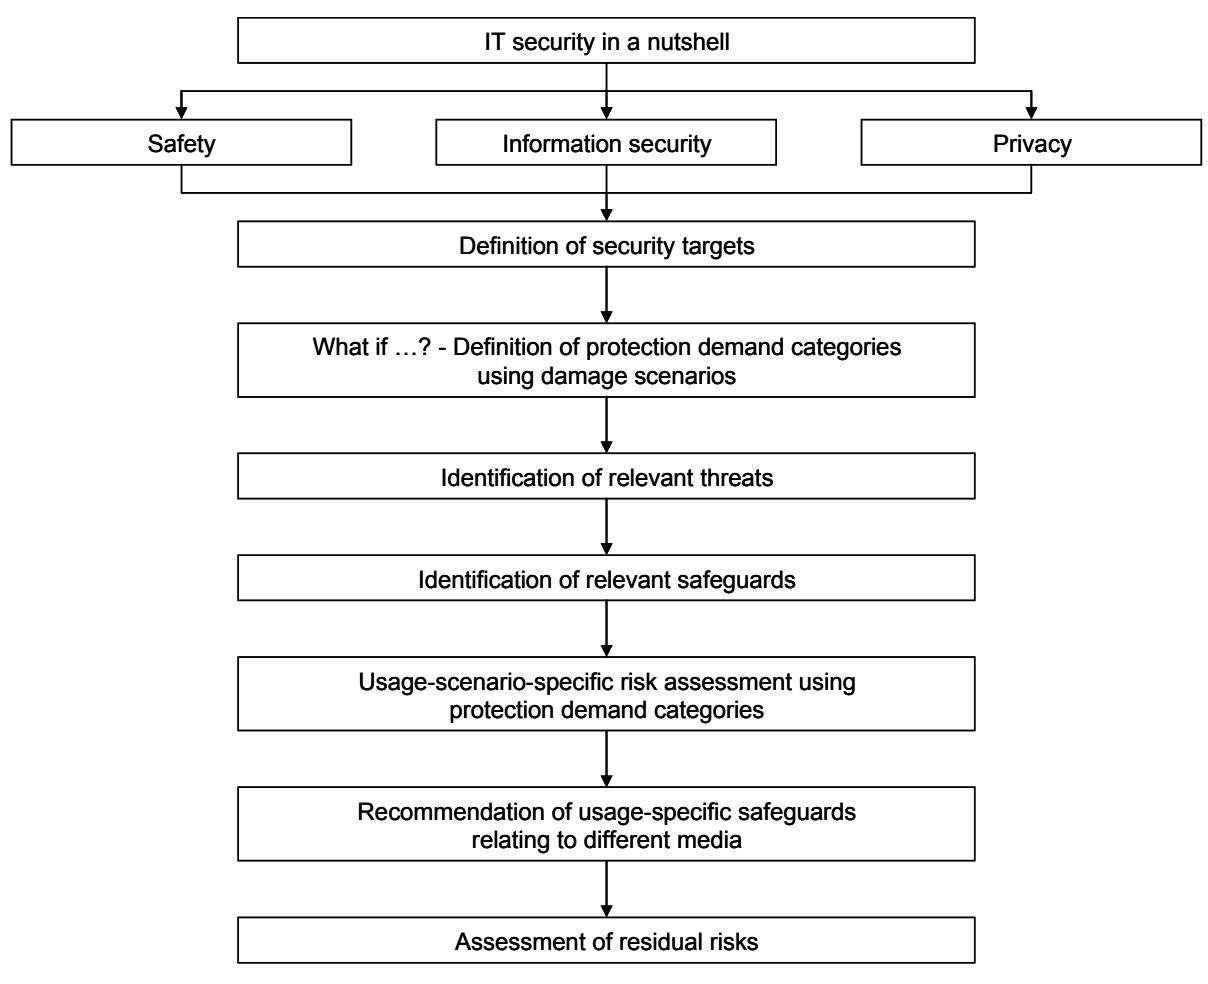 IT security in a nutshell
Safety
Information security
Privacy
Definition of security targets
What if …? - Definition of protection demand categories
using damage scenarios
Identification of relevant threats
Identification of relevant safeguards
Usage-scenario-specific risk assessment using
protection demand categories
Recommendation of usage-specific safeguards
relating to different media
Assessment of residual risks